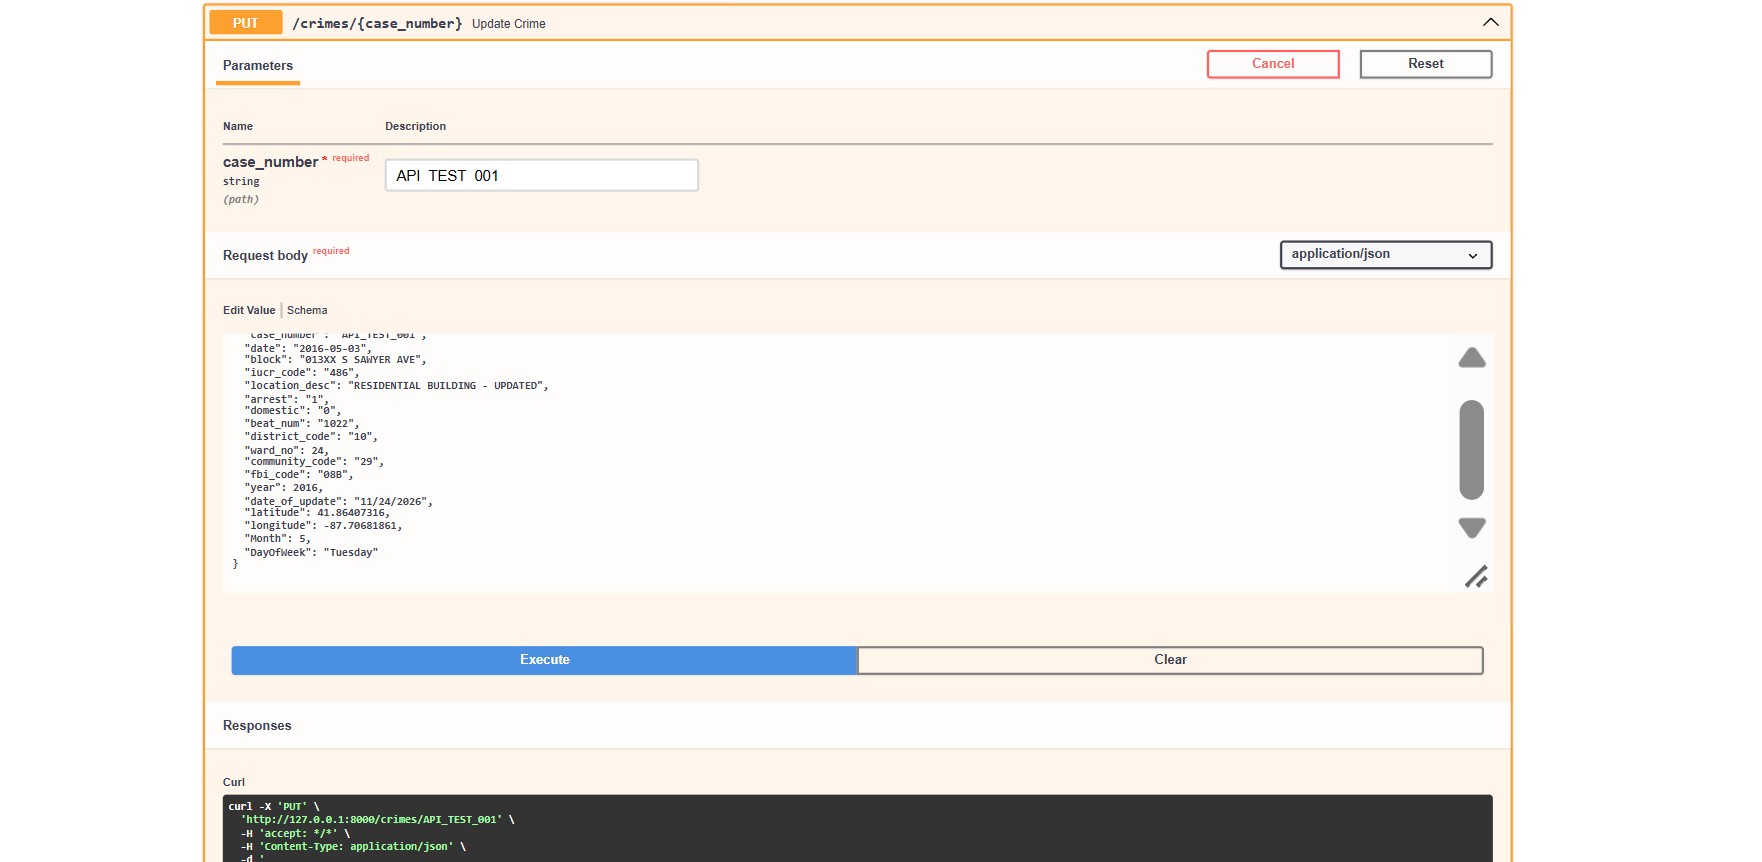 PUT /crimes/{case_number} Update Crime
Parameters
Cancel
Reset
Name Description
case_number * required
string
(path)
API_TEST_001
Request body required
application/json
Edit Value | Schema
"case_number": "API_TEST_001",
"date": "2016-05-03",
"block": "013XX S SAWYER AVE",
"iucr_code": "486",
"location_desc": "RESIDENTIAL BUILDING - UPDATED",
"arrest": "1",
"domestic": "0",
"beat_num": "1022",
"district_code": "10",
"ward_no": 24,
"community_code": "29",
"fbi_code": "08B",
"year": 2016,
"date_of_update": "11/24/2026",
"latitude": 41.86407316,
"longitude": -87.70681861,
"Month": 5,
"DayOfWeek": "Tuesday"
}
Execute
Clear
Responses
Curl
curl -X 'PUT' \
'http://127.0.0.1:8000/crimes/API_TEST_001' \
-H 'accept: */*' \
-H 'Content-Type: application/json' \
-d '